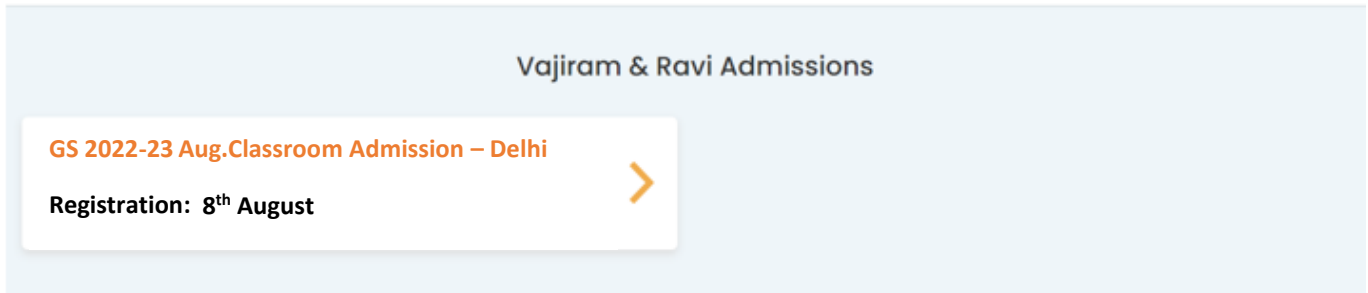 Vajiram & Ravi Admissions
GS 2022-23 Aug.Classroom Admission – Delhi
Registration: 8th August